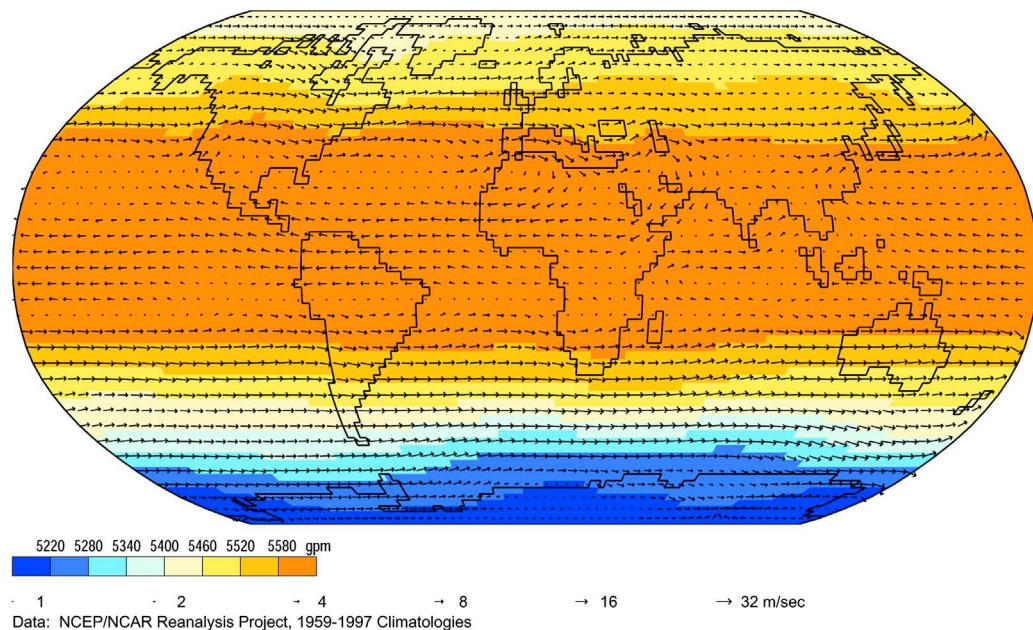 5220 5280 5340 5400 5460 5520 5580 gpm
1 2 4 8 16 32 m/sec
Data: NCEP/NCAR Reanalysis Project, 1959-1997 Climatologies